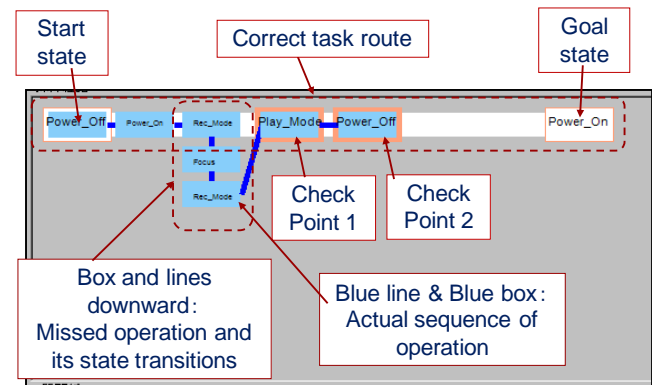 Start
state
Correct task route
Goal
state
Power_Off
Power_On
Rec_Mode
Play_Mode
Power_Off
Power_On
Focus
Rec_Mode
Check
Point 1
Check
Point 2
Box and lines
downward:
Missed operation and
its state transitions
Blue line & Blue box:
Actual sequence of
operation